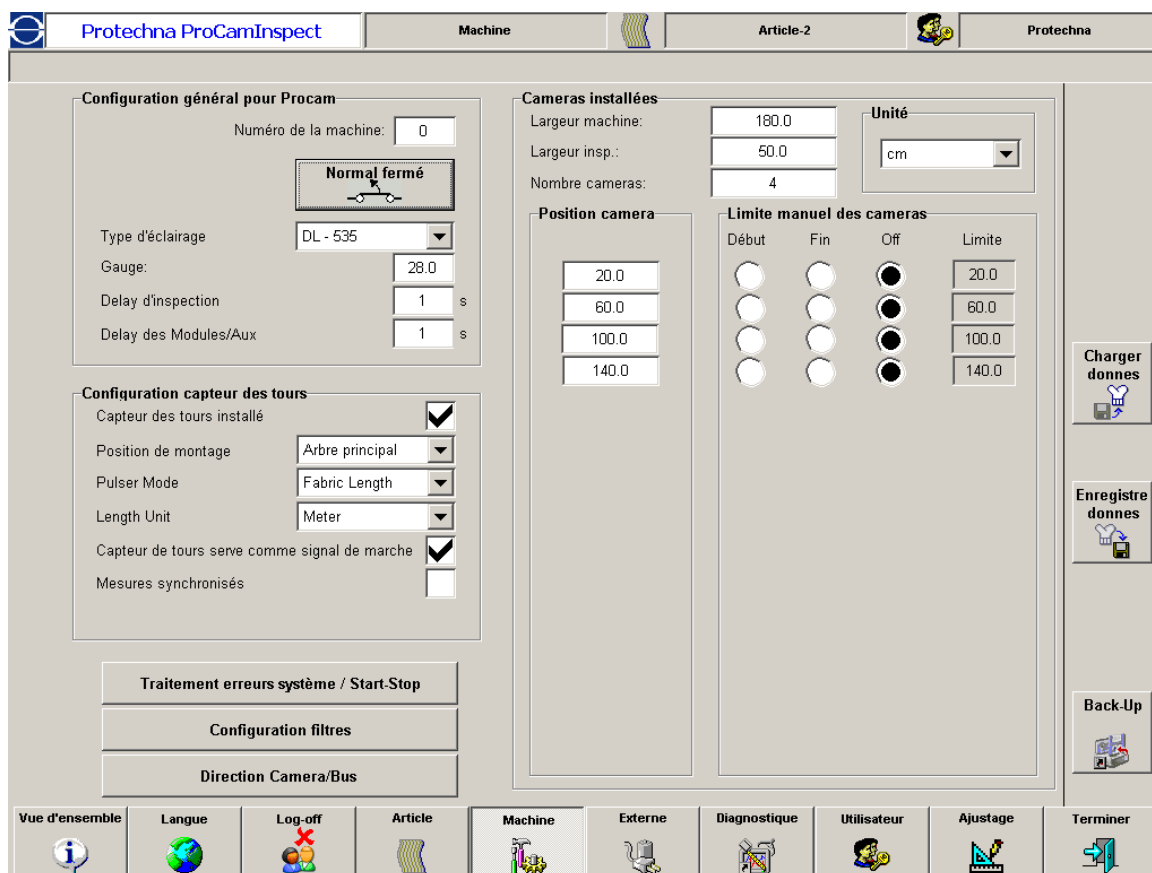 Protechna ProCamInspect
Machine
Article-2
Protechna
Configuration général pour Procam
Numéro de la machine: 0
Normal fermé
Type d'éclairage DL - 535
Gauge: 28.0
Delay d'inspection 1 s
Delay des Modules/Aux 1 s
Configuration capteur des tours
Capteur des tours installé
Position de montage Arbre principal
Pulser Mode Fabric Length
Length Unit Meter
Capteur de tours serve comme signal de marche
Mesures synchronisés
Traitement erreurs système / Start-Stop
Configuration filtres
Direction Camera/Bus
Cameras installées
Largeur machine: 180.0
Largeur insp.: 50.0
Nombre cameras: 4
Unité
cm
Position camera
20.0
60.0
100.0
140.0
Limite manuel des cameras
Début Fin Off Limite
20.0
60.0
100.0
140.0
Charger
donnes
Enregistre
donnes
Back-Up
Vue d'ensemble
Langue
Log-off
Article
Machine
Externe
Diagnostique
Utilisateur
Ajustage
Terminer